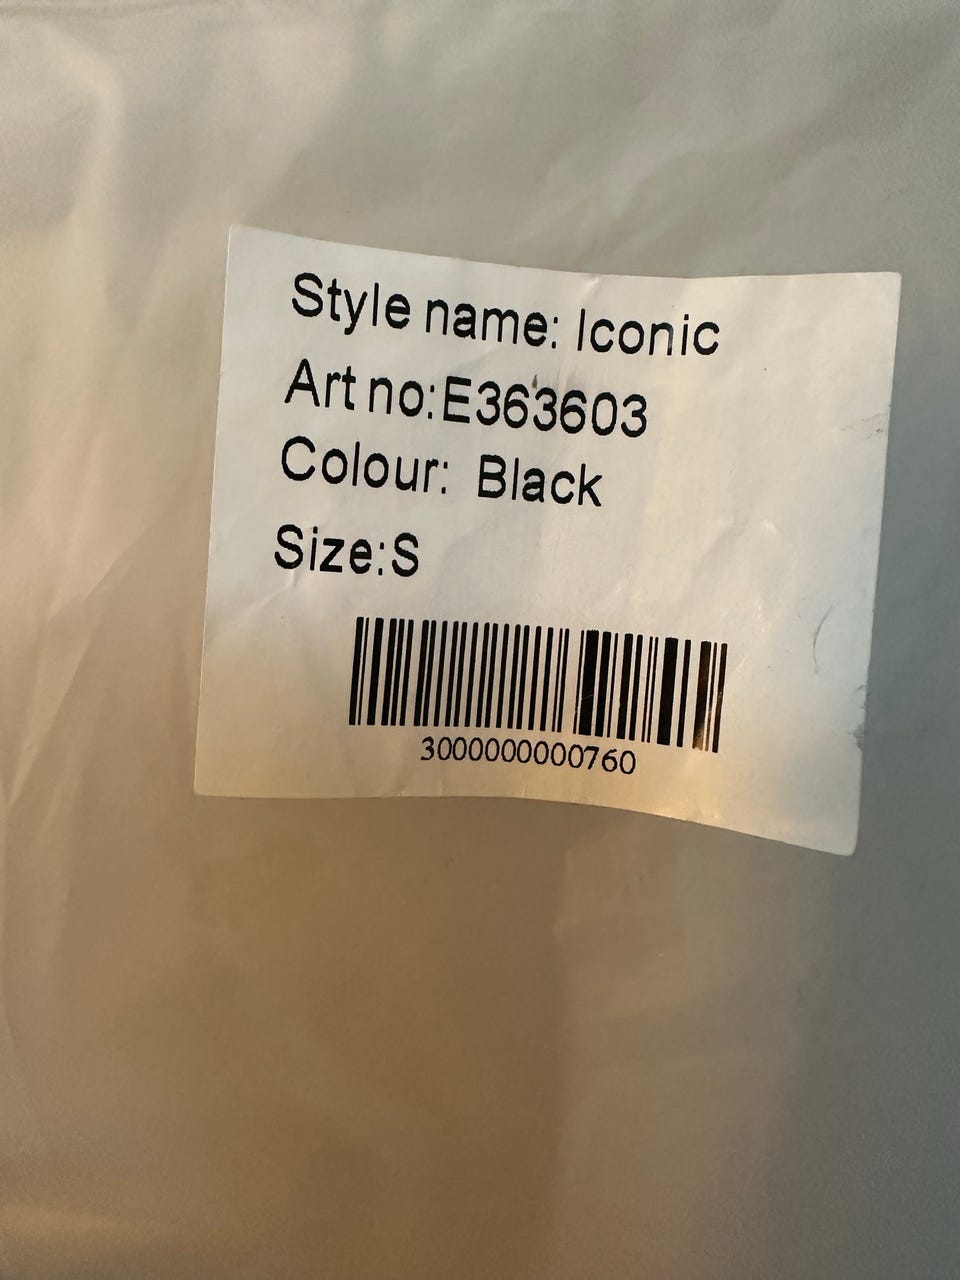 Style name: Iconic
Art no:E363603
Colour: Black
Size:S
3000000000760